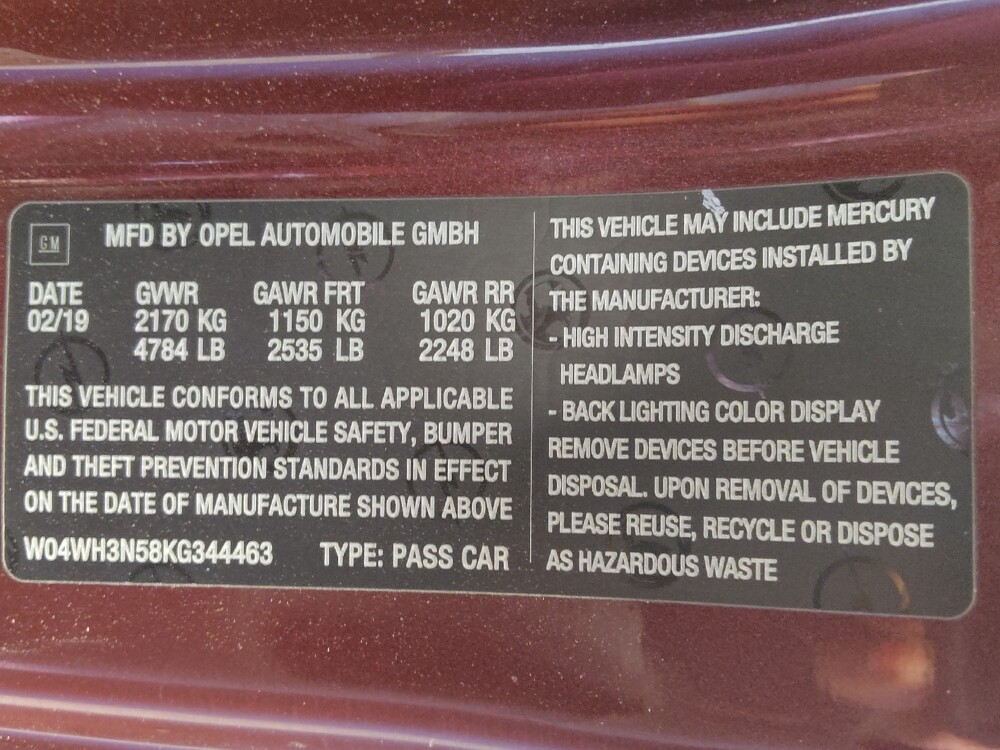 GM
MFD BY OPEL AUTOMOBILE GMBH
DATE GVWR GAWR FRT GAWR RR
02/19 2170 KG 1150 KG 1020 KG
4784 LB 2535 LB 2248 LB
THIS VEHICLE CONFORMS TO ALL APPLICABLE
U.S. FEDERAL MOTOR VEHICLE SAFETY, BUMPER
AND THEFT PREVENTION STANDARDS IN EFFECT
ON THE DATE OF MANUFACTURE SHOWN ABOVE
W04WH3N58KG344463 TYPE: PASS CAR
THIS VEHICLE MAY INCLUDE MERCURY
CONTAINING DEVICES INSTALLED BY
THE MANUFACTURER:
- HIGH INTENSITY DISCHARGE
HEADLAMPS
- BACK LIGHTING COLOR DISPLAY
REMOVE DEVICES BEFORE VEHICLE
DISPOSAL. UPON REMOVAL OF DEVICES,
PLEASE REUSE, RECYCLE OR DISPOSE
AS HAZARDOUS WASTE